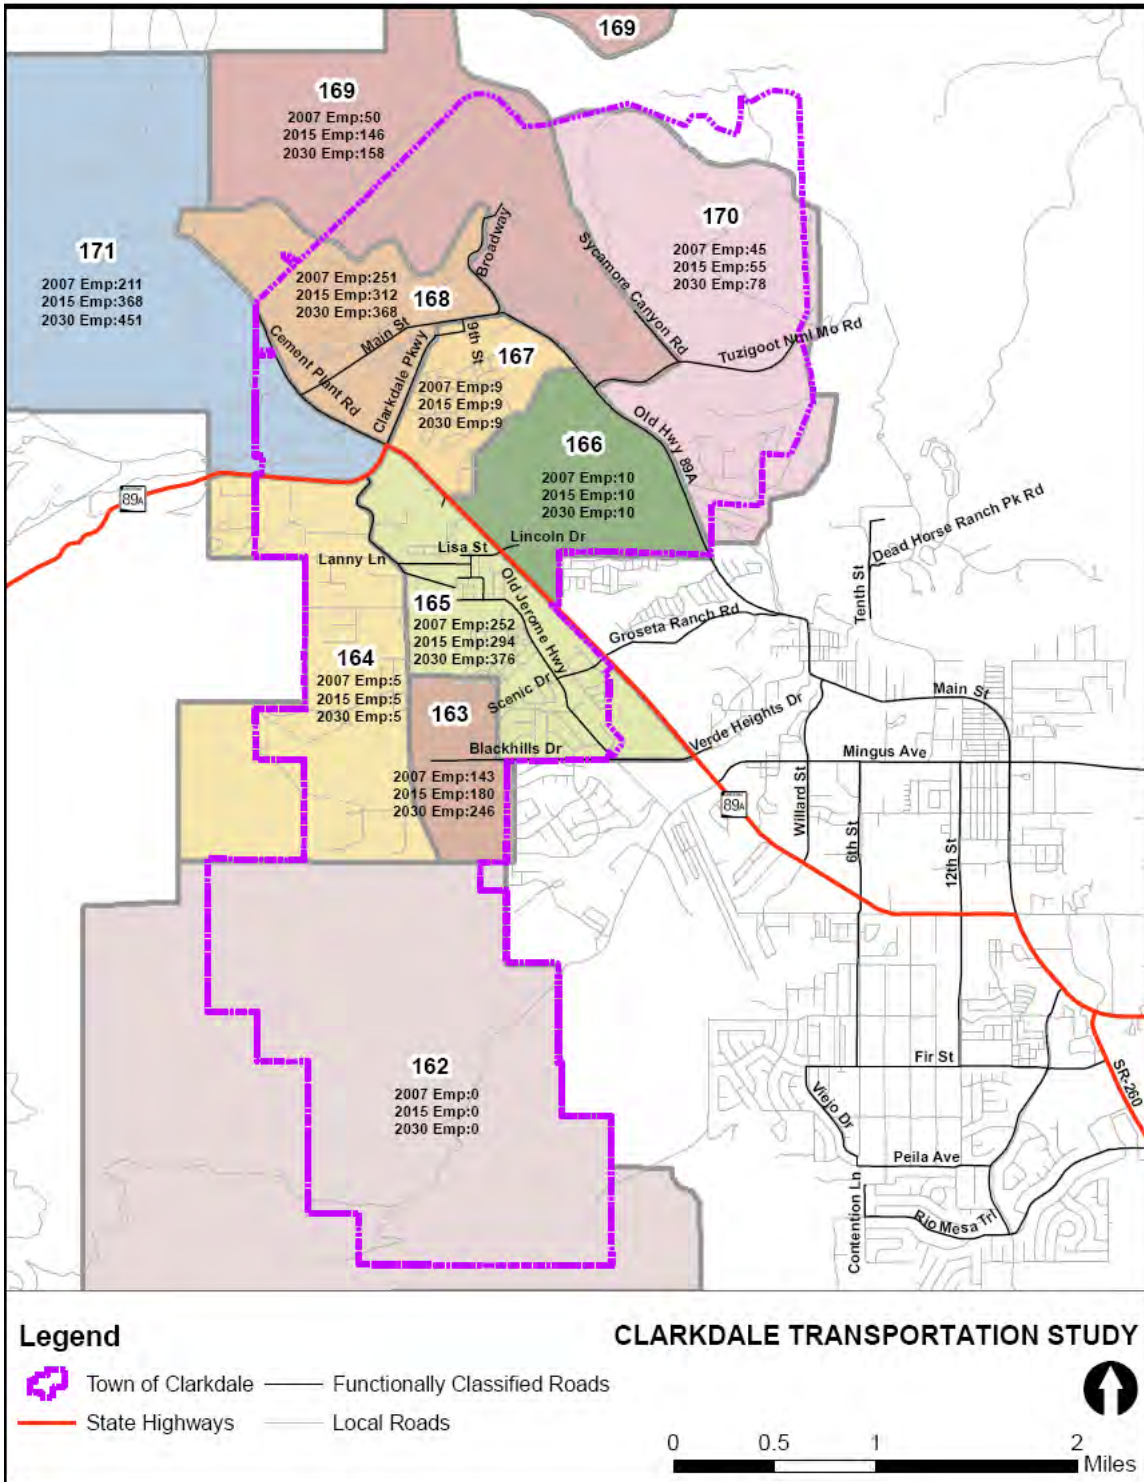 169
169
2007 Emp:50
2015 Emp:146
2030 Emp:158
170
2007 Emp:45
2015 Emp:55
2030 Emp:78
171
2007 Emp:211
2015 Emp:368
2030 Emp:451
2007 Emp:251
2015 Emp:312
2030 Emp:368
168
Broadway
Sycamore Canyon Rd
Tuzigoot Ntnl Mo Rd
Main St
Cement Plant Rd
Clarkdale Pkwy
9th St
167
2007 Emp:9
2015 Emp:9
2030 Emp:9
Old Hwy 89A
166
2007 Emp:10
2015 Emp:10
2030 Emp:10
89A
Dead Horse Ranch Pk Rd
Tenth St
Lincoln Dr
Lisa St
Lanny Ln
Old Jerome Hwy
165
2007 Emp:252
2015 Emp:294
2030 Emp:376
Groseta Ranch Rd
164
2007 Emp:5
2015 Emp:5
2030 Emp:5
Scenic Dr
163
2007 Emp:143
2015 Emp:180
2030 Emp:246
Blackhills Dr
Verde Heights Dr
Main St
Mingus Ave
89A
Willard St
6th St
12th St
162
2007 Emp:0
2015 Emp:0
2030 Emp:0
Fir St
SR-260
Viejo Dr
Peila Ave
Contention Ln
Rio Mesa Trl
Legend
Town of Clarkdale
Functionally Classified Roads
State Highways
Local Roads
CLARKDALE TRANSPORTATION STUDY
0 0.5 1 2
Miles